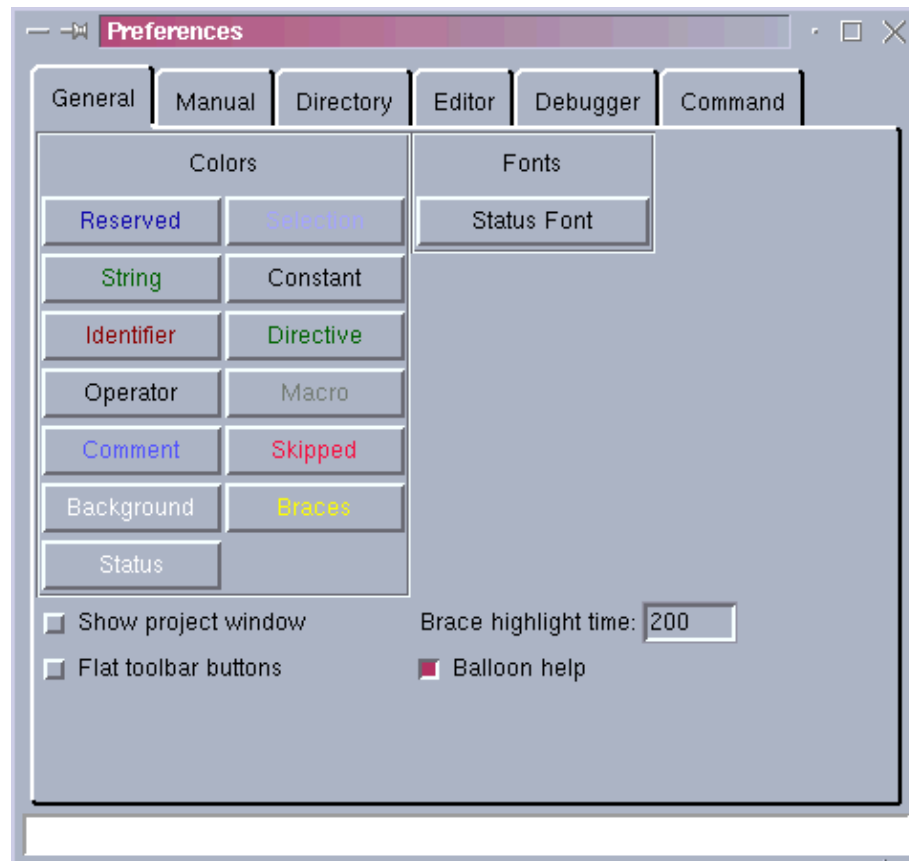 Preferences
General Manual Directory Editor Debugger Command
Colors Fonts
Reserved Selection Status Font
String Constant
Identifier Directive
Operator Macro
Comment Skipped
Background Braces
Status
Show project window Brace highlight time: 200
Flat toolbar buttons Balloon help